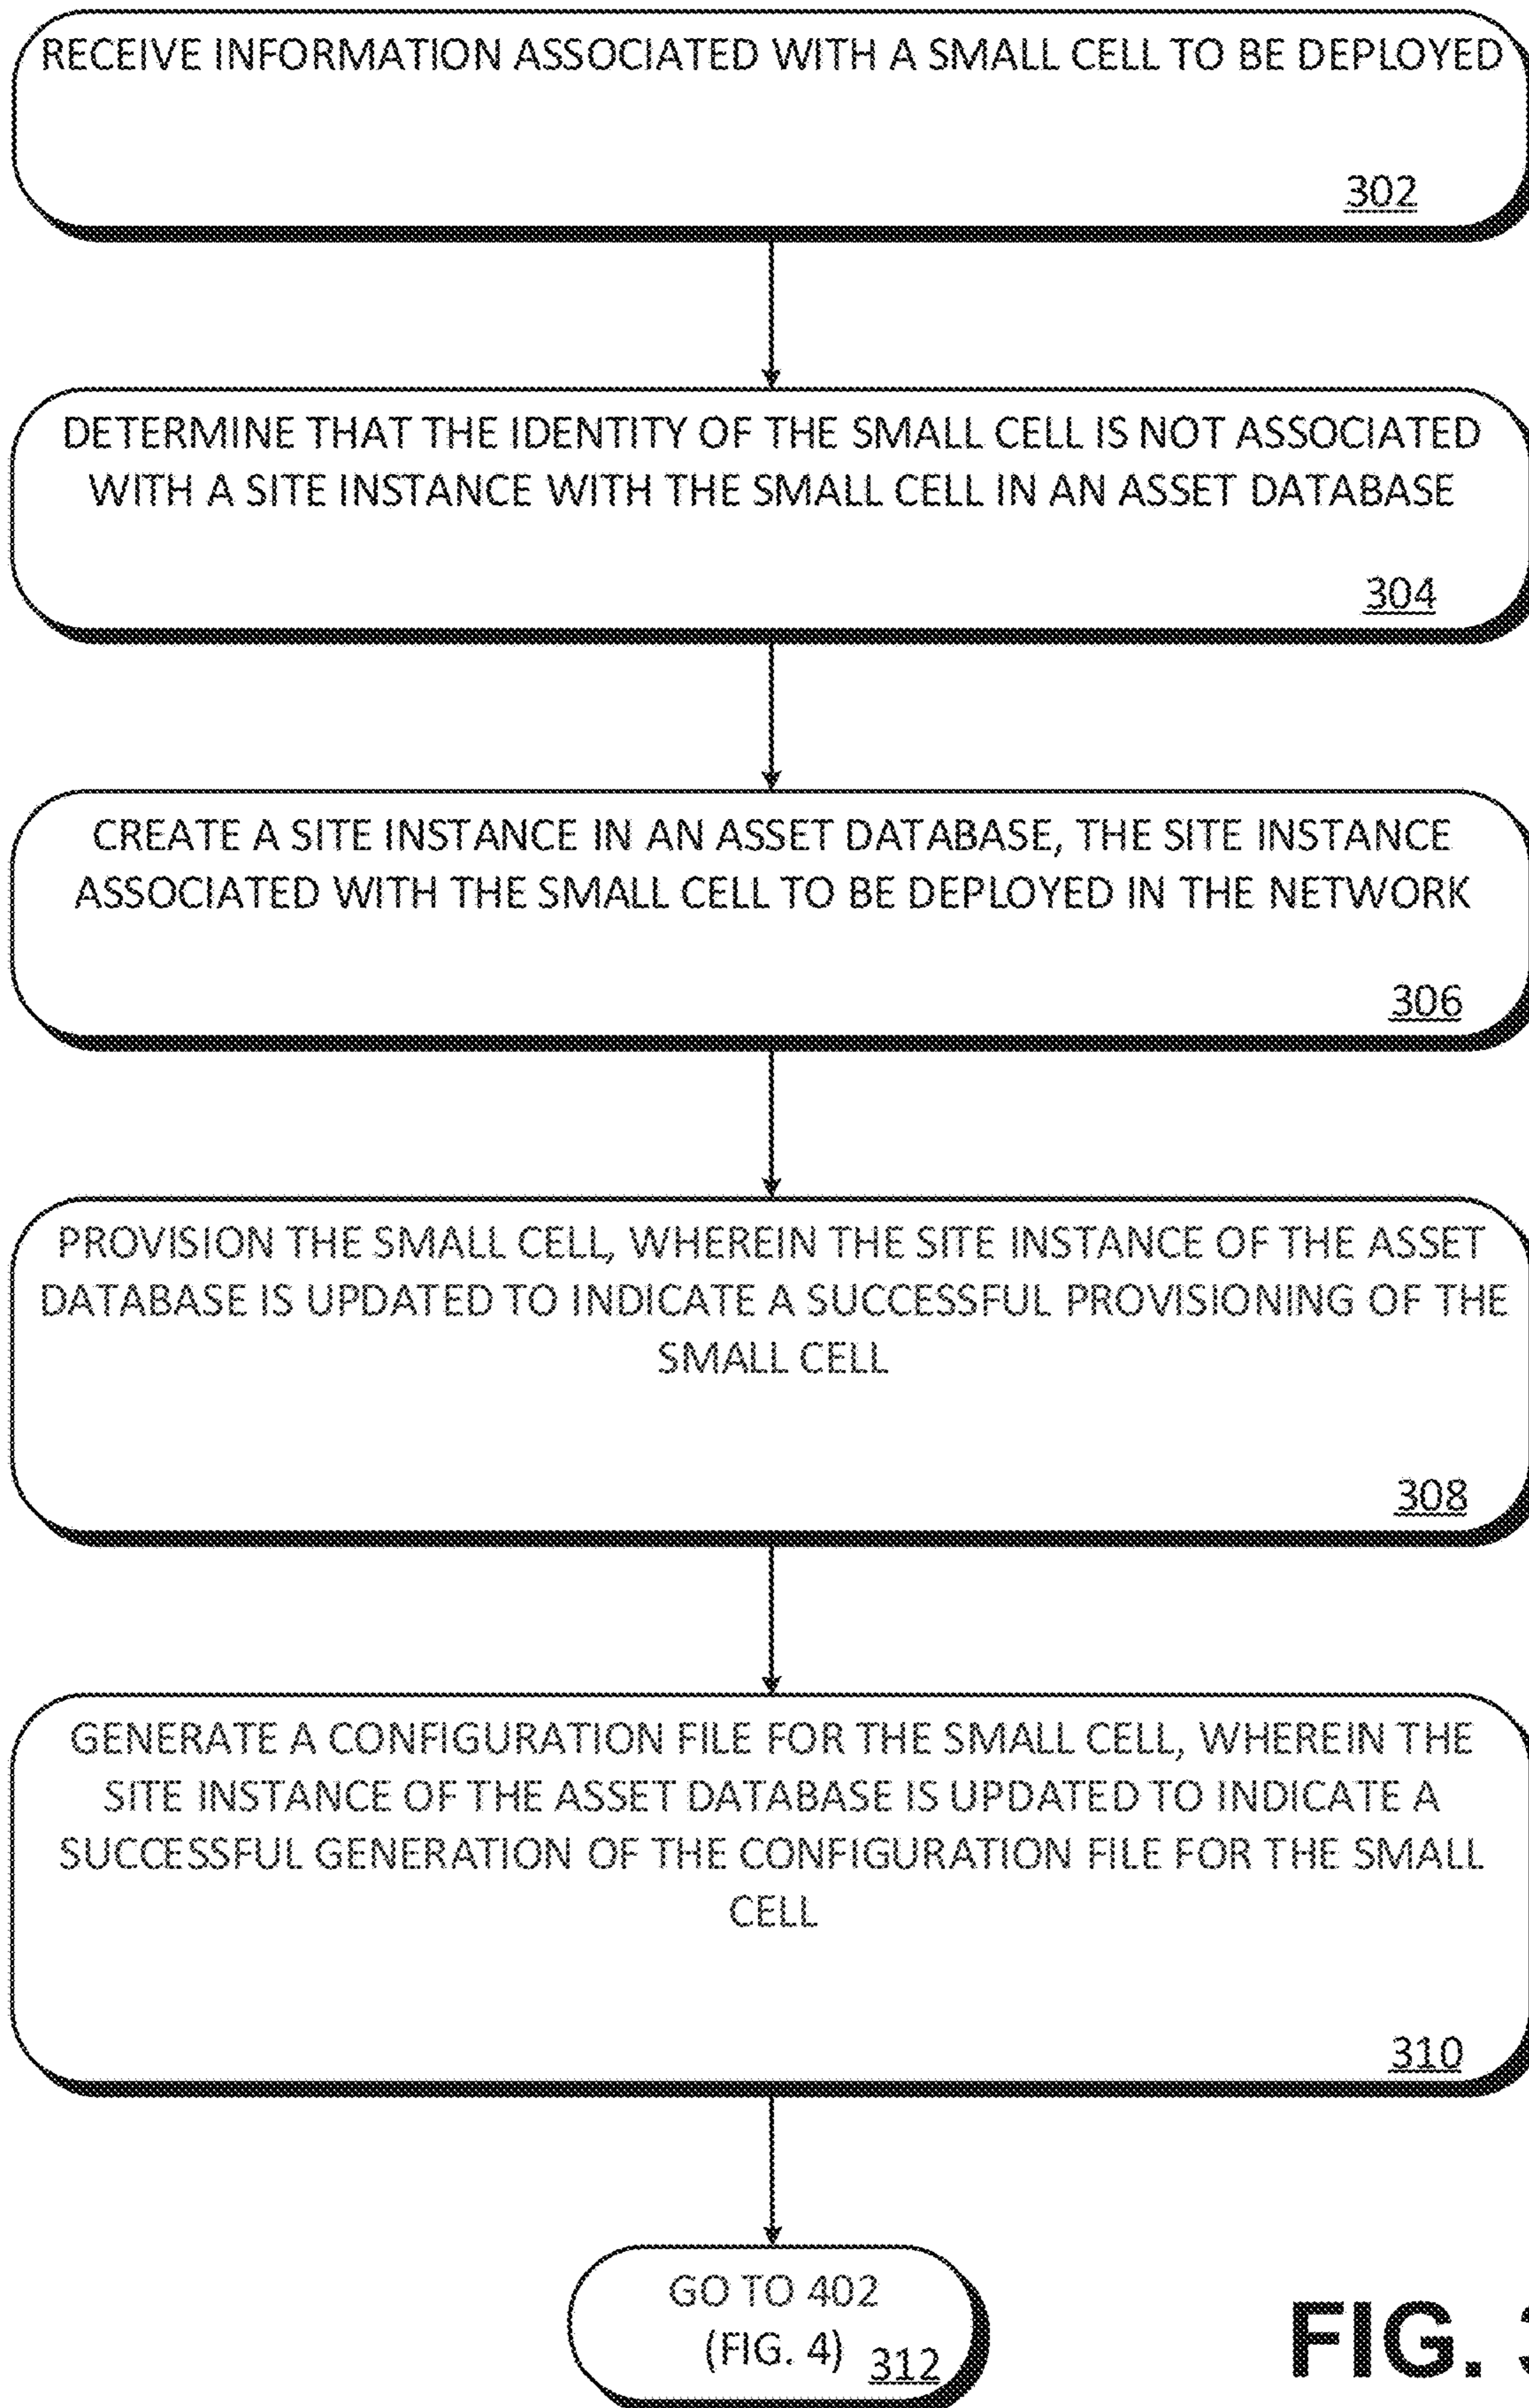 RECEIVE INFORMATION ASSOCIATED WITH A SMALL CELL TO BE DEPLOYED
302
DETERMINE THAT THE IDENTITY OF THE SMALL CELL IS NOT ASSOCIATED
WITH A SITE INSTANCE WITH THE SMALL CELL IN AN ASSET DATABASE
304
CREATE A SITE INSTANCE IN AN ASSET DATABASE, THE SITE INSTANCE
ASSOCIATED WITH THE SMALL CELL TO BE DEPLOYED IN THE NETWORK
306
PROVISION THE SMALL CELL, WHEREIN THE SITE INSTANCE OF THE ASSET
DATABASE IS UPDATED TO INDICATE A SUCCESSFUL PROVISIONING OF THE
SMALL CELL
308
GENERATE A CONFIGURATION FILE FOR THE SMALL CELL, WHEREIN THE
SITE INSTANCE OF THE ASSET DATABASE IS UPDATED TO INDICATE A
SUCCESSFUL GENERATION OF THE CONFIGURATION FILE FOR THE SMALL
CELL
310
GO TO 402
(FIG. 4) 312
FIG. 3